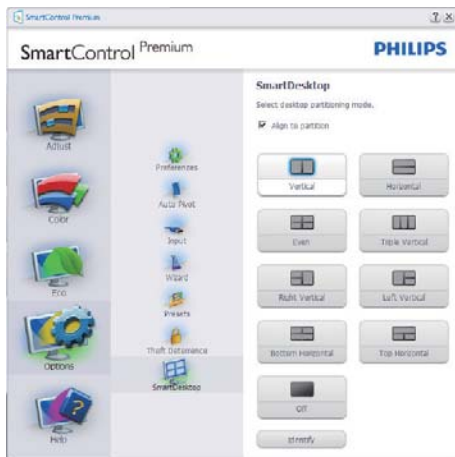 SmartControl Premium
SmartControl Premium
PHILIPS
Adjust
Color
Eco
Options
Help
Preferences
Auto Pivot
Input
Wizard
Presets
Theft Deterrence
SmartDesktop
SmartDesktop
Select desktop partitioning mode.
Align to partition
Vertical
Horizontal
Even
Triple Vertical
Right Vertical
Left Vertical
Bottom Horizontal
Top Horizontal
Off
Identify